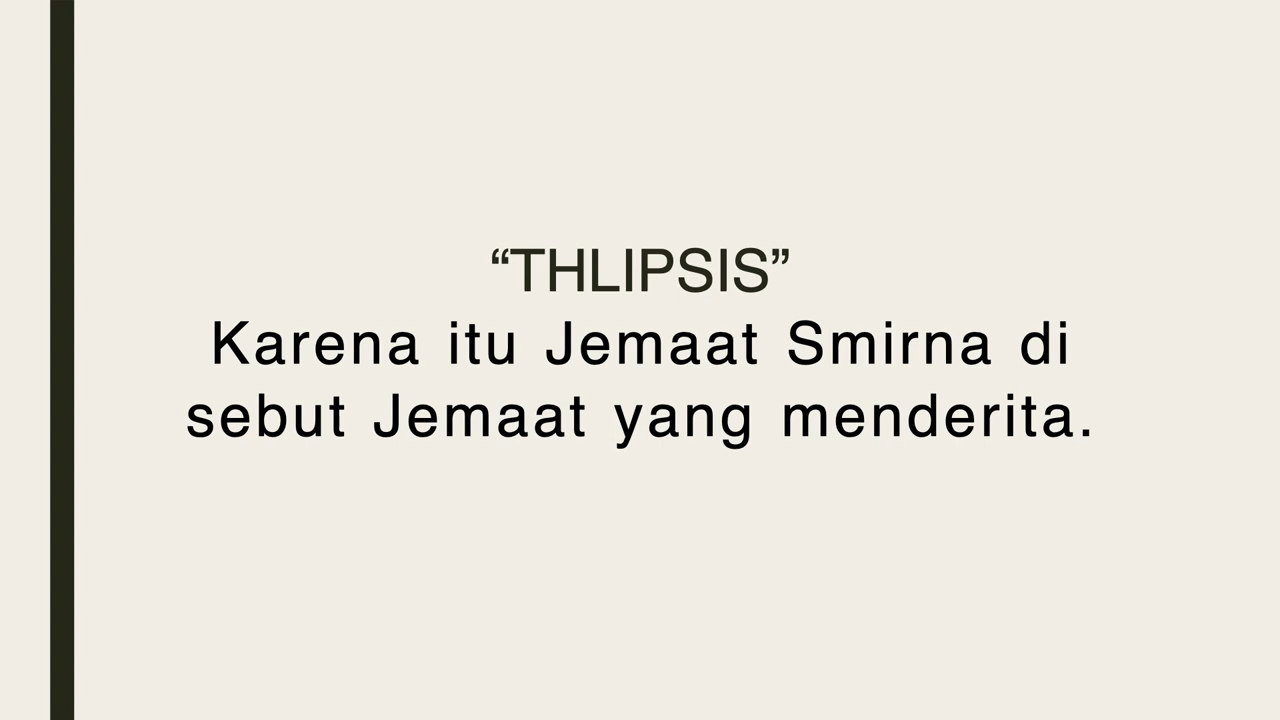 “THLIPSIS”
Karena itu Jemaat Smirna di
sebut Jemaat yang menderita.